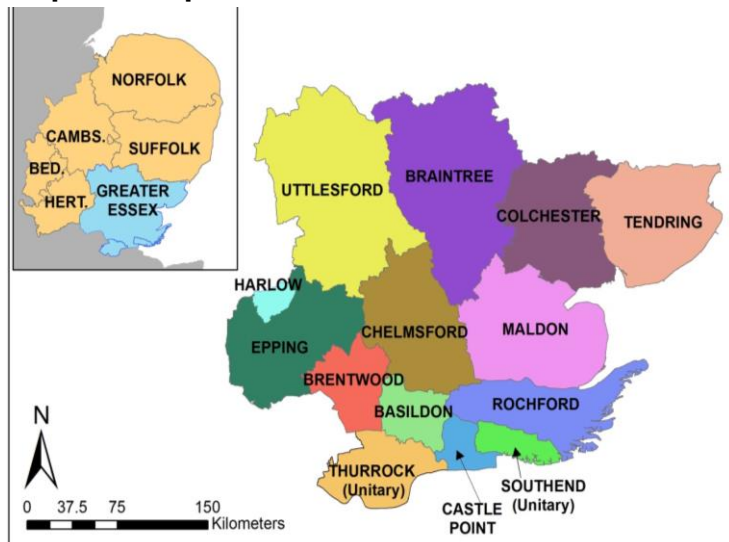 NORFOLK
CAMBS.
SUFFOLK
BED.
HERT.
GREATER
ESSEX
UTTLESFORD
BRAINTREE
COLCHESTER
TENDRING
HARLOW
EPPING
CHELMSFORD
MALDON
BRENTWOOD
BASILDON
ROCHFORD
THURROCK
(Unitary)
CASTLE
POINT
SOUTHEND
(Unitary)
N
0 37.5 75 150
Kilometers